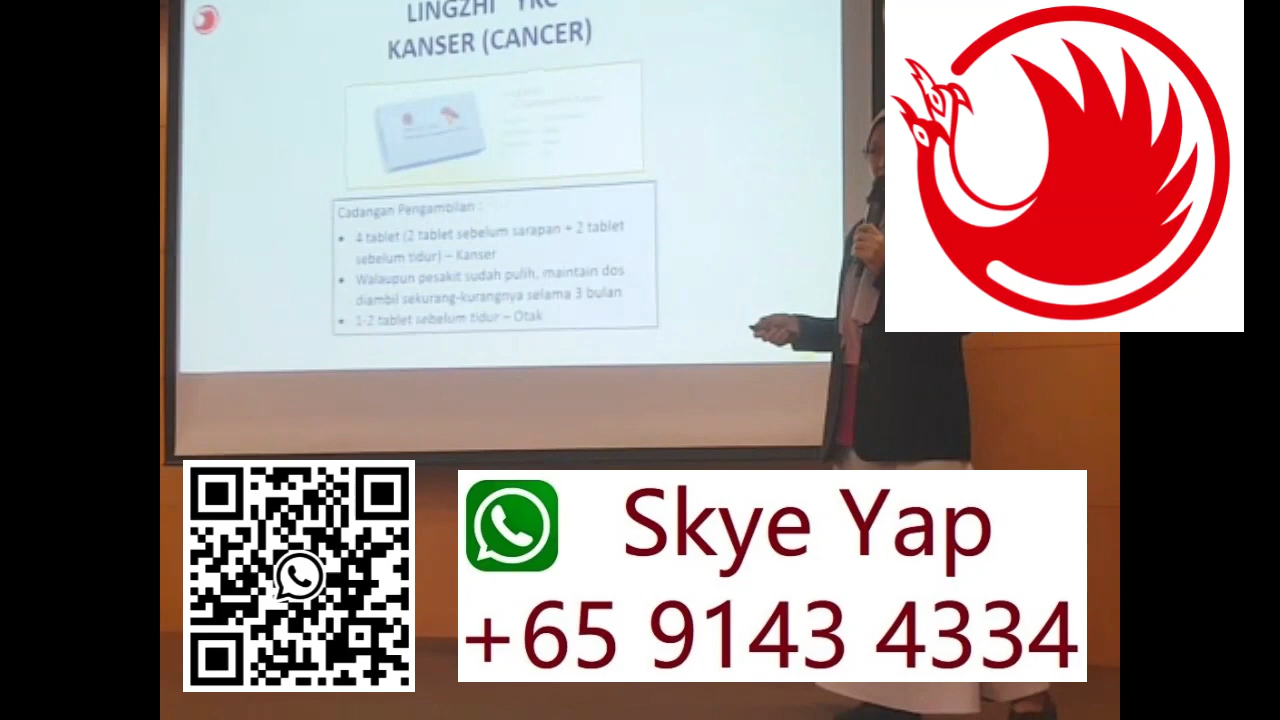 LINGZHI
KANSER (CANCER)
Cadangan Pengambilan :
• 4 tablet (2 tablet sebelum sarapan + 2 tablet
sebelum tidur) – Kanser
• Walaupun pesakit sudah pulih, maintain dos
diambil sekurang-kurangnya selama 3 bulan
• 1-2 tablet sebelum tidur – Otak
Skye Yap
+65 9143 4334